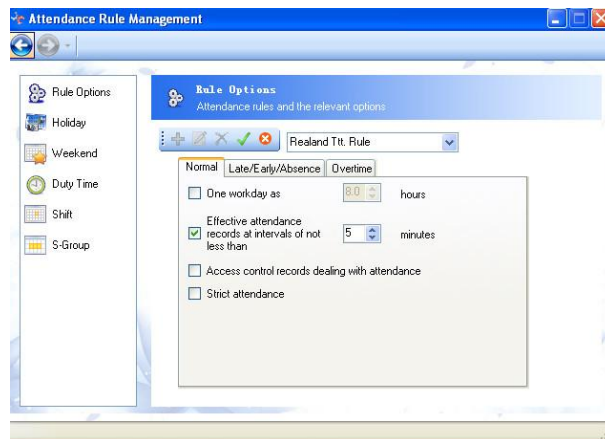 Attendance Rule Management
Rule Options
Holiday
Weekend
Duty Time
Shift
S-Group
Rule Options
Attendance rules and the relevant options
Realand Ttt. Rule
Normal Late/Early/Absence Overtime
One workday as 8.0 hours
Effective attendance
records at intervals of not 5 minutes
less than
Access control records dealing with attendance
Strict attendance